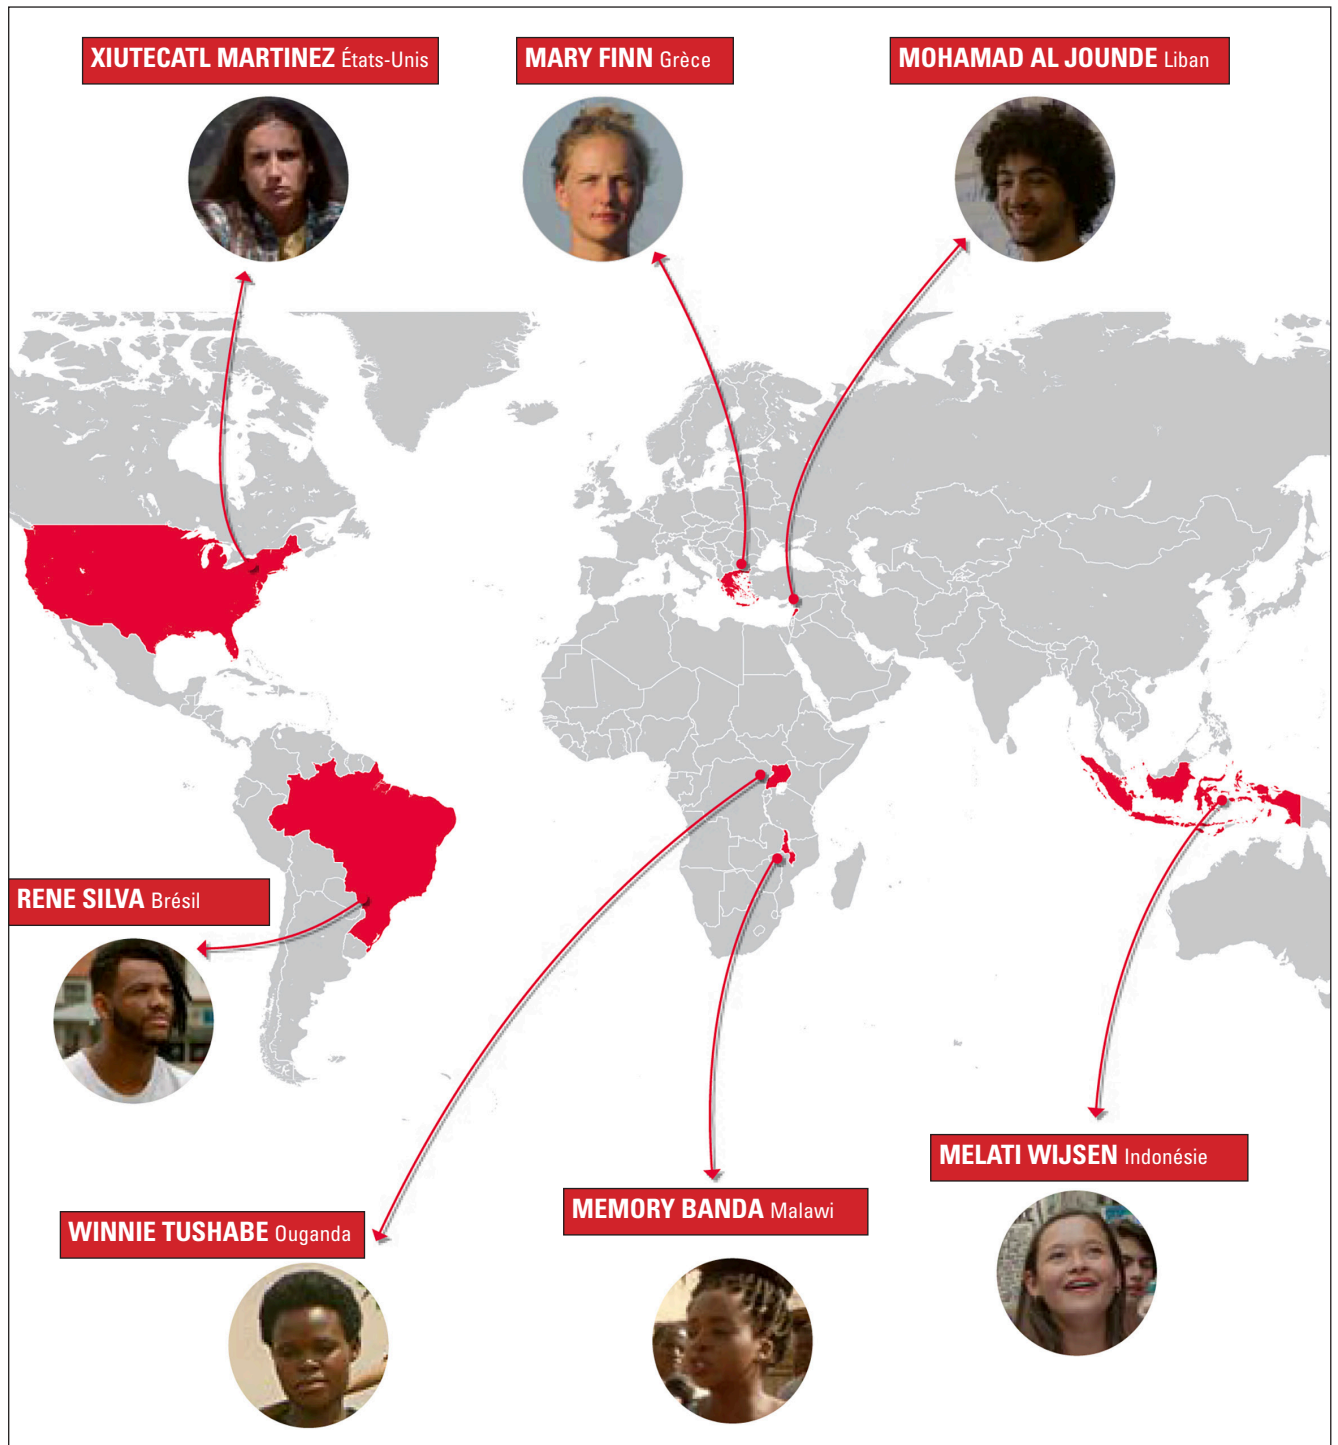 XIUTECATL MARTINEZ États-Unis
MARY FINN Grèce
MOHAMAD AL JOUNDE Liban
RENE SILVA Brésil
MELATI WIJSEN Indonésie
MEMORY BANDA Malawi
WINNIE TUSHABE Ouganda